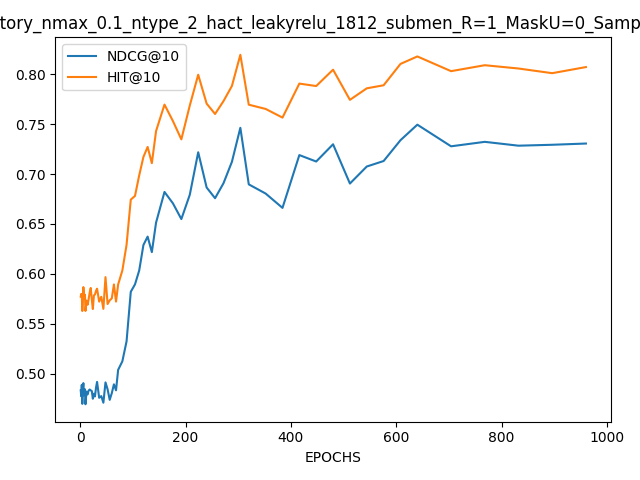 tory_nmax_0.1_ntype_2_hact_leakyrelu_1812_submen_R=1_MaskU=0_Samp
NDCG@10
HIT@10
0.80
0.75
0.70
0.65
0.60
0.55
0.50
0 200 400 600 800 1000
EPOCHS